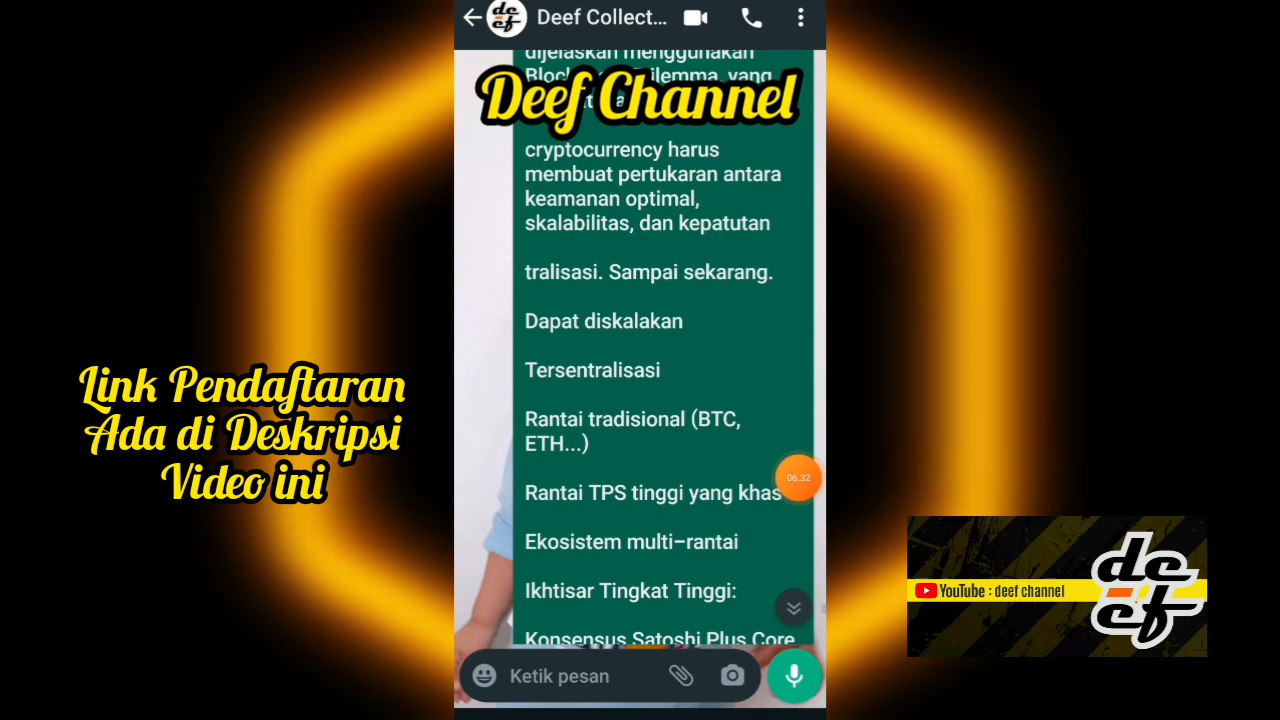 Deef Collect...
dijelaskan menggunakan
Dilemma, yang
Deef Channel
cryptocurrency harus
membuat pertukaran antara
keamanan optimal,
skalabilitas, dan kepatutan
tralisasi. Sampai sekarang.
Dapat diskalakan
Tersentralisasi
Rantai tradisional (BTC,
ETH...)
Rantai TPS tinggi yang khas
Ekosistem multi-rantai
Ikhtisar Tingkat Tinggi:
Konsensus Satoshi Plus Core
Ketik pesan
06.32
Link Pendaftaran
Ada di Deskripsi
Video ini
de
ef
YouTube : deef channel